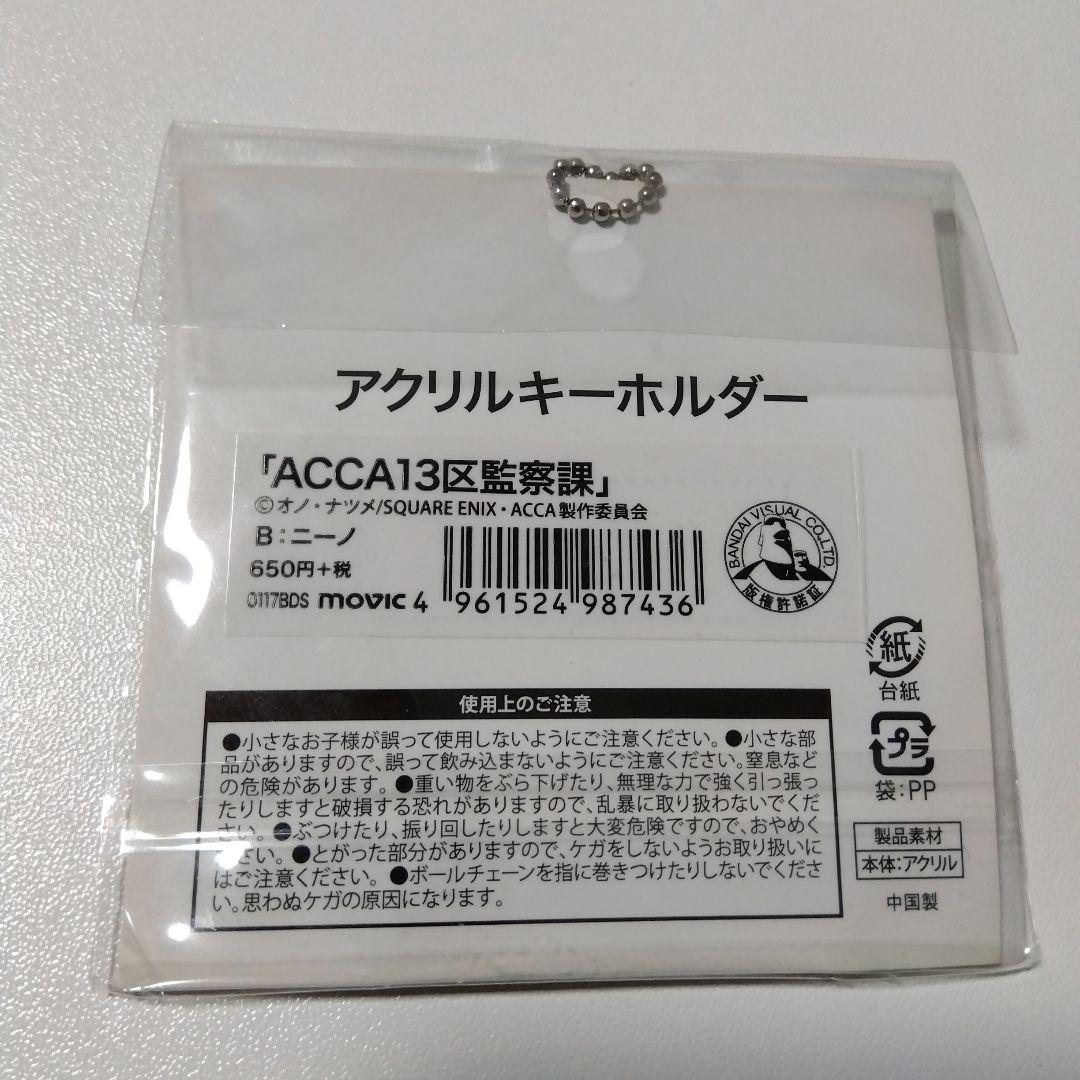 アクリルキーホルダー
「ACCA13区監察課」
©オノ・ナツメ/SQUARE ENIX・ACCA製作委員会
B:ニーノ
650円+税
0117BDS movic 4 961524 987436
BANDAI VISUAL CO.,LTD.
版権許諾証
紙
台紙
プラ
袋:PP
製品素材
本体:アクリル
中国製
使用上のご注意
●小さなお子様が誤って使用しないようにご注意ください。●小さな部
品がありますので、誤って飲み込まないようにご注意ください。窒息など
の危険があります。●重い物をぶら下げたり、無理な力で強く引っ張っ
たりしますと破損する恐れがありますので、乱暴に取り扱わないでくだ
さい。●ぶつけたり、振り回したりしますと大変危険ですので、おやめく
ださい。●とがった部分がありますので、ケガをしないようお取り扱いに
はご注意ください。●ボールチェーンを指に巻きつけたりしないでくださ
い。思わぬケガの原因になります。